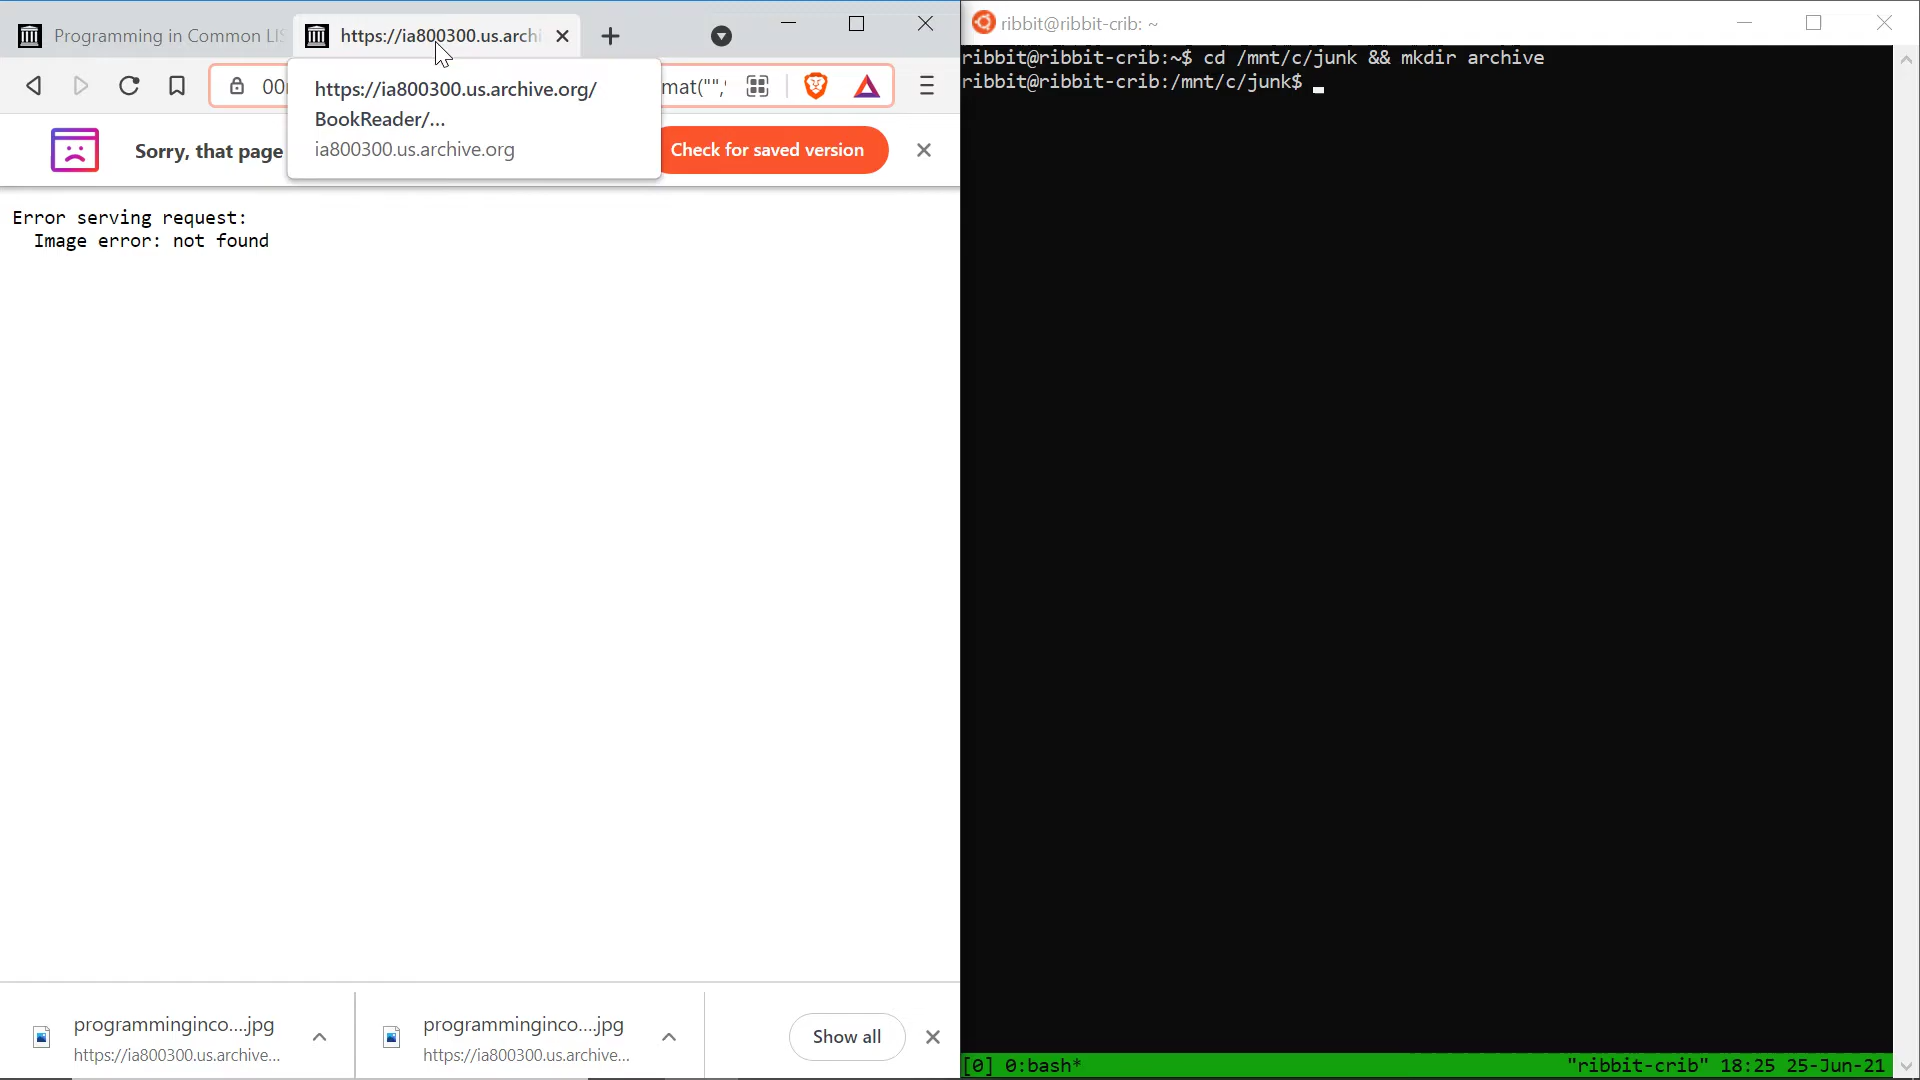 Programming in Common LIS
https://ia800300.us.archi
00
mat("",'
https://ia800300.us.archive.org/
BookReader/...
ia800300.us.archive.org
Sorry, that page
Check for saved version
Error serving request:
Image error: not found
programminginco....jpg
https://ia800300.us.archive...
programminginco....jpg
https://ia800300.us.archive...
Show all
ribbit@ribbit-crib: ~
ribbit@ribbit-crib:~$ cd /mnt/c/junk && mkdir archive
ribbit@ribbit-crib:/mnt/c/junk$
[0] 0:bash*
"ribbit-crib" 18:25 25-Jun-21